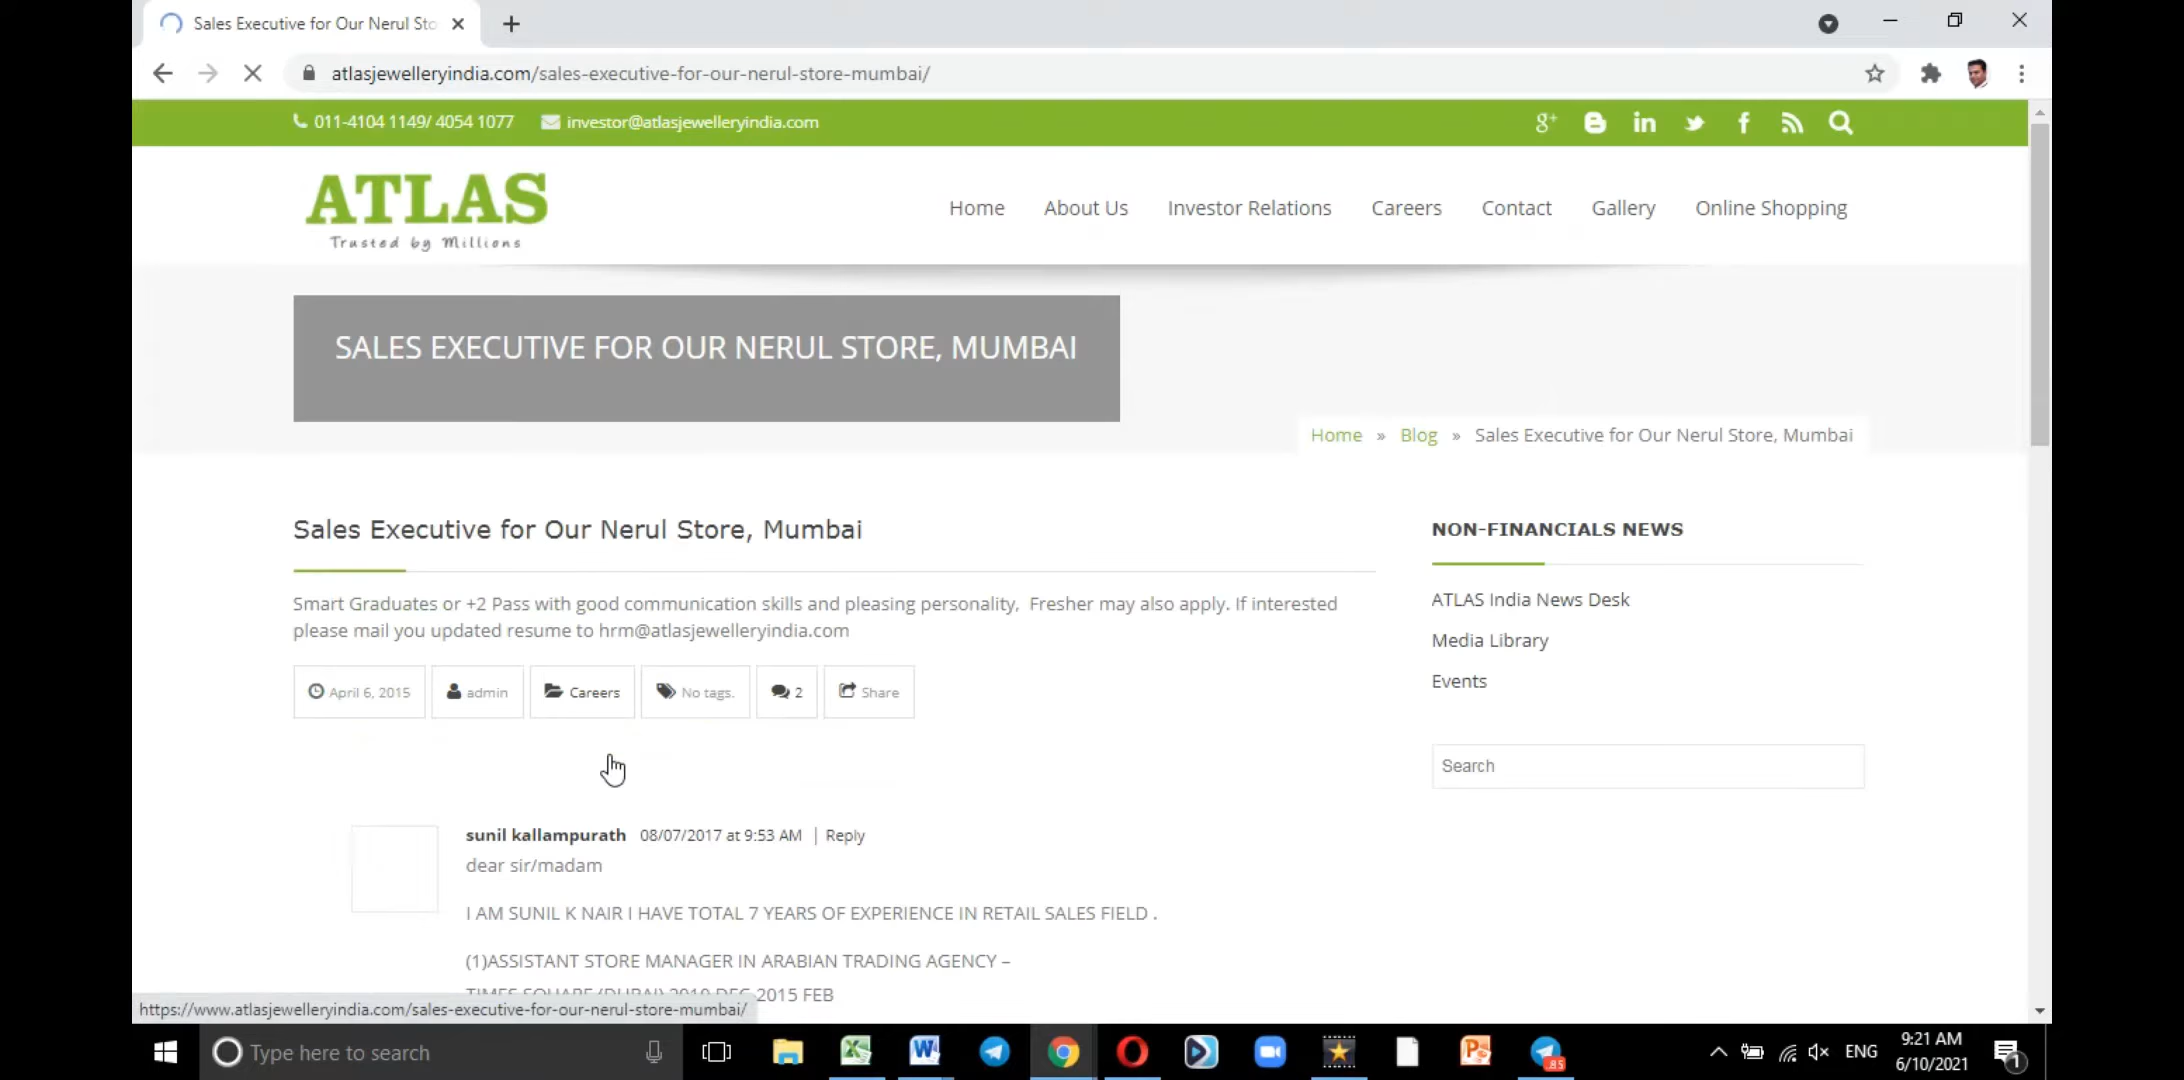 Sales Executive for Our Nerul Sto
atlasjewelleryindia.com/sales-executive-for-our-nerul-store-mumbai/
011-4104 1149/ 4054 1077 investor@atlasjewelleryindia.com
ATLAS
Trusted by Millions
Home About Us Investor Relations Careers Contact Gallery Online Shopping
SALES EXECUTIVE FOR OUR NERUL STORE, MUMBAI
Home » Blog » Sales Executive for Our Nerul Store, Mumbai
Sales Executive for Our Nerul Store, Mumbai
Smart Graduates or +2 Pass with good communication skills and pleasing personality, Fresher may also apply. If interested
please mail you updated resume to hrm@atlasjewelleryindia.com
April 6, 2015 admin Careers No tags. 2 Share
NON-FINANCIALS NEWS
ATLAS India News Desk
Media Library
Events
Search
sunil kallampurath 08/07/2017 at 9:53 AM | Reply
dear sir/madam
I AM SUNIL K NAIR I HAVE TOTAL 7 YEARS OF EXPERIENCE IN RETAIL SALES FIELD .
(1)ASSISTANT STORE MANAGER IN ARABIAN TRADING AGENCY –
TIMES SQUARE (DUBAI) 2010 DEC 2015 FEB
https://www.atlasjewelleryindia.com/sales-executive-for-our-nerul-store-mumbai/
Type here to search
85
ENG
9:21 AM
6/10/2021
1